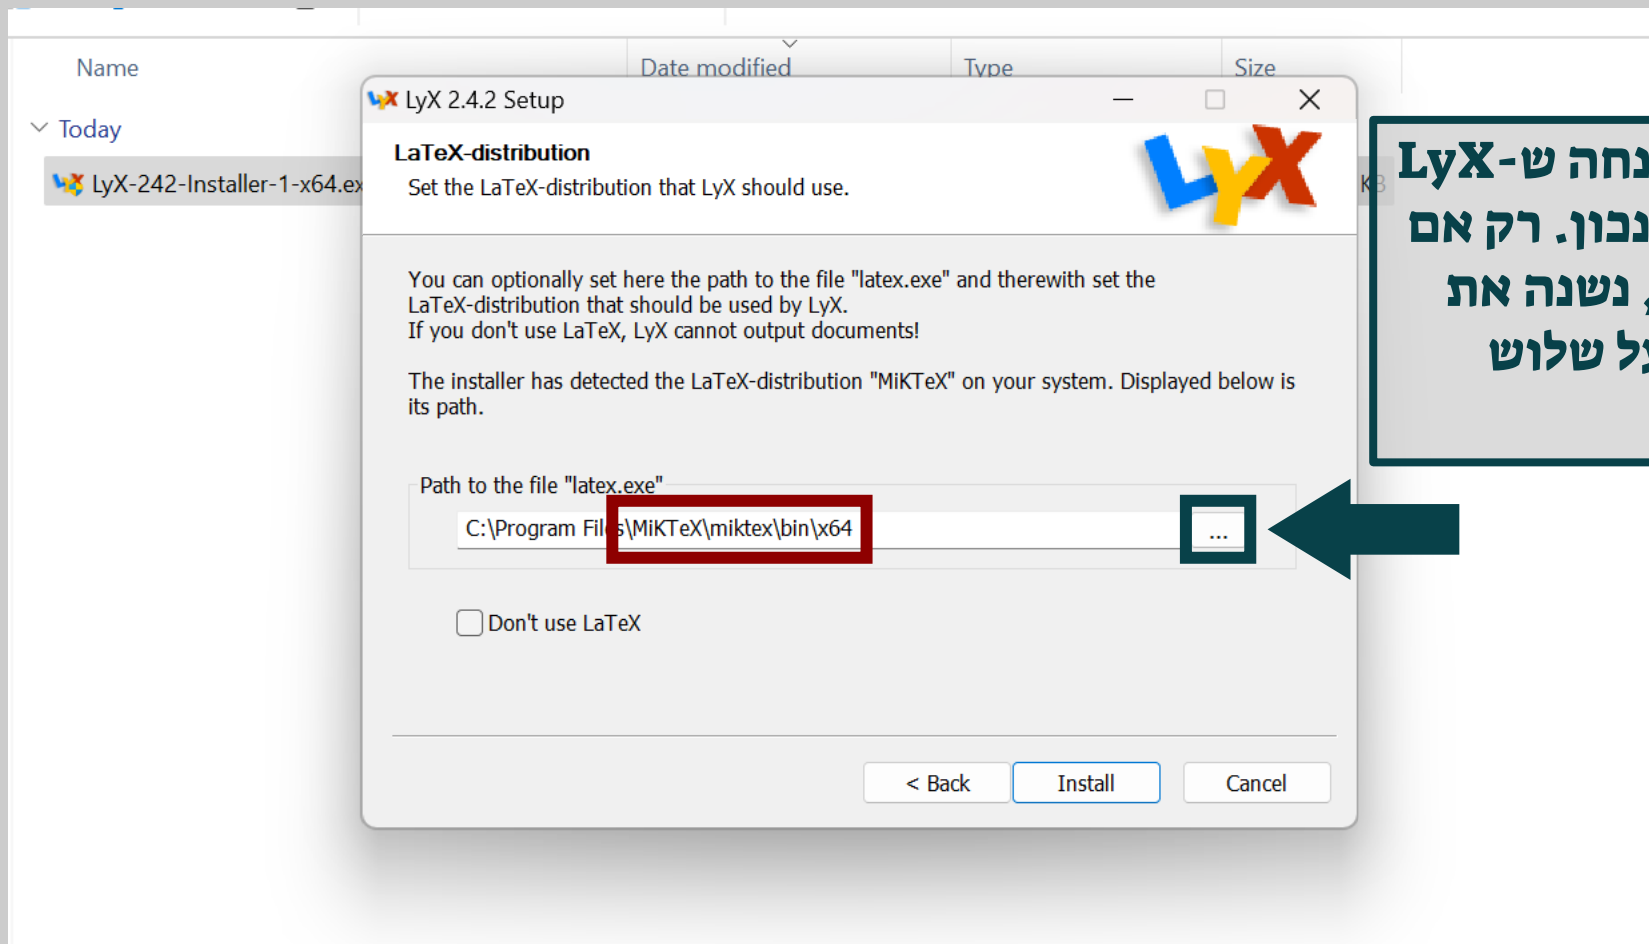 Name Date modified Type Size
Today
LyX-242-Installer-1-x64.ex
LyX 2.4.2 Setup
LaTeX-distribution
Set the LaTeX-distribution that LyX should use.
LyX
KB
You can optionally set here the path to the file "latex.exe" and therewith set the
LaTeX-distribution that should be used by LyX.
If you don't use LaTeX, LyX cannot output documents!
The installer has detected the LaTeX-distribution "MiKTeX" on your system. Displayed below is
its path.
Path to the file "latex.exe"
C:\Program Files\MiKTeX\miktex\bin\x64
...
Don't use LaTeX
< Back Install Cancel
ש-LyX
נכון. רק אם
, נשנה את
שלוש